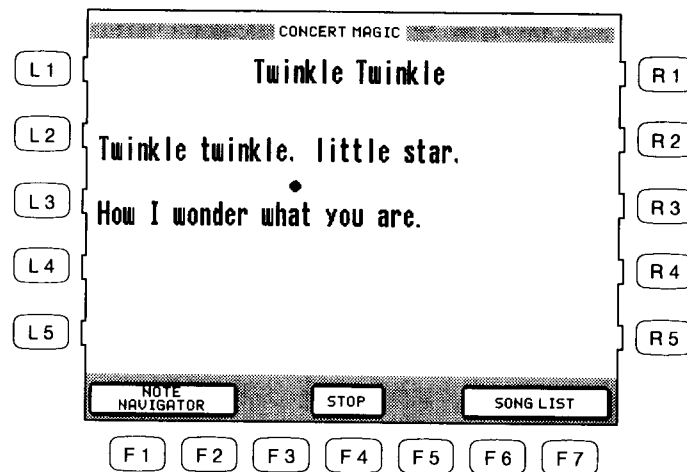 CONCERT MAGIC
L1
Twinkle Twinkle
R1
L2
Twinkle twinkle. little star.
R2
L3
How I wonder what you are.
R3
L4
R4
L5
R5
NOTE
NAVIGATOR
STOP
SONG LIST
F1 F2 F3 F4 F5 F6 F7